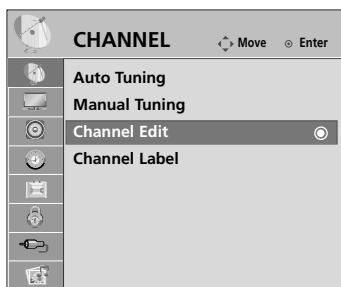 CHANNEL Move Enter
Auto Tuning
Manual Tuning
Channel Edit
Channel Label